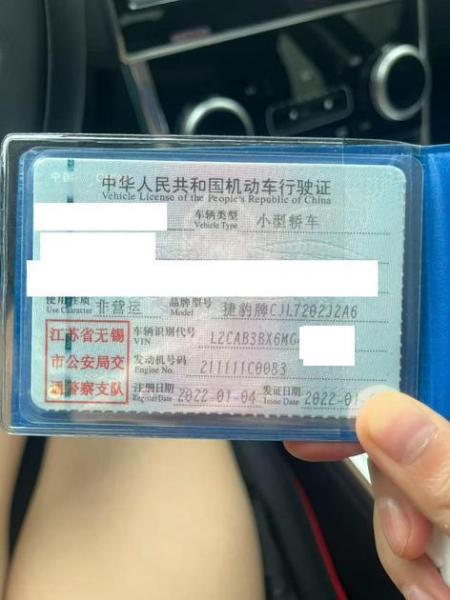 中华人民共和国机动车行驶证
Vehicle License of the People's Republic of China
车辆类型 小型轿车
Vehicle Type
使用性质 非营运 品牌型号 捷豹牌CJL7202J2A6
Use Character
江苏省无锡
市公安局交
通警察支队
车辆识别代号 L2CAB3BX6MG
VIN
发动机号码 211111C0083
Engine No.
注册日期 2022-01-04 发证日期 2022-01-
Register Date Issue Date